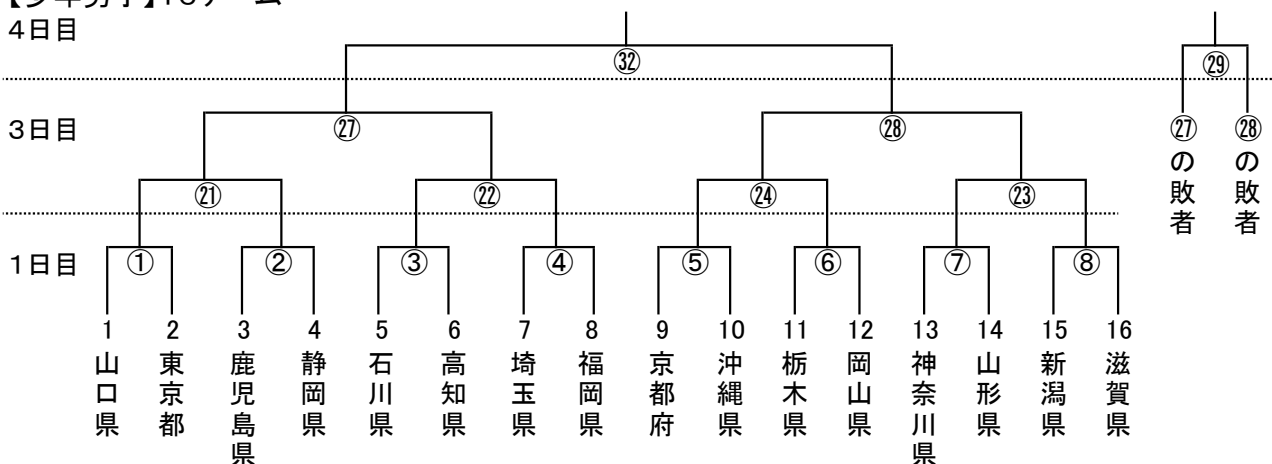 【少年男子】16チーム
4日目
㉜
㉙
3日目
㉗
㉘
㉗の敗者
㉘の敗者
㉑
㉒
㉔
㉓
1日目
①
②
③
④
⑤
⑥
⑦
⑧
1 山口県
2 東京都
3 鹿児島県
4 静岡県
5 石川県
6 高知県
7 埼玉県
8 福岡県
9 京都府
10 沖縄県
11 栃木県
12 岡山県
13 神奈川県
14 山形県
15 新潟県
16 滋賀県